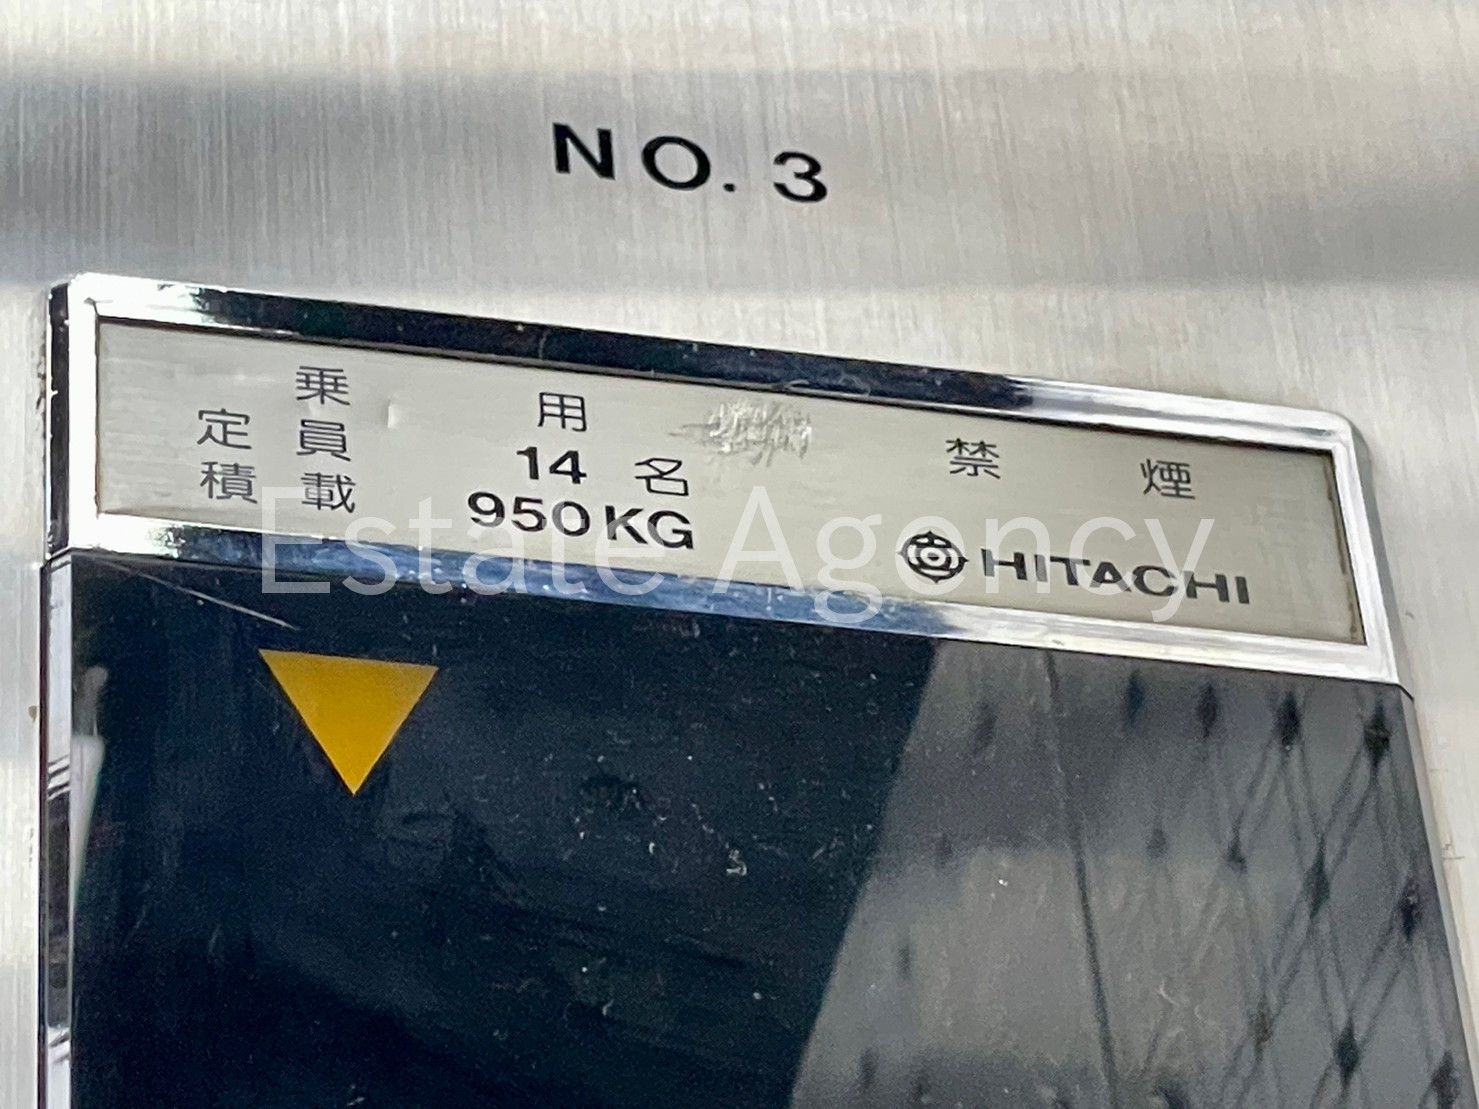 NO. 3
乗用
定員 14名
積載 950KG
禁煙
HITACHI
Estate Agency